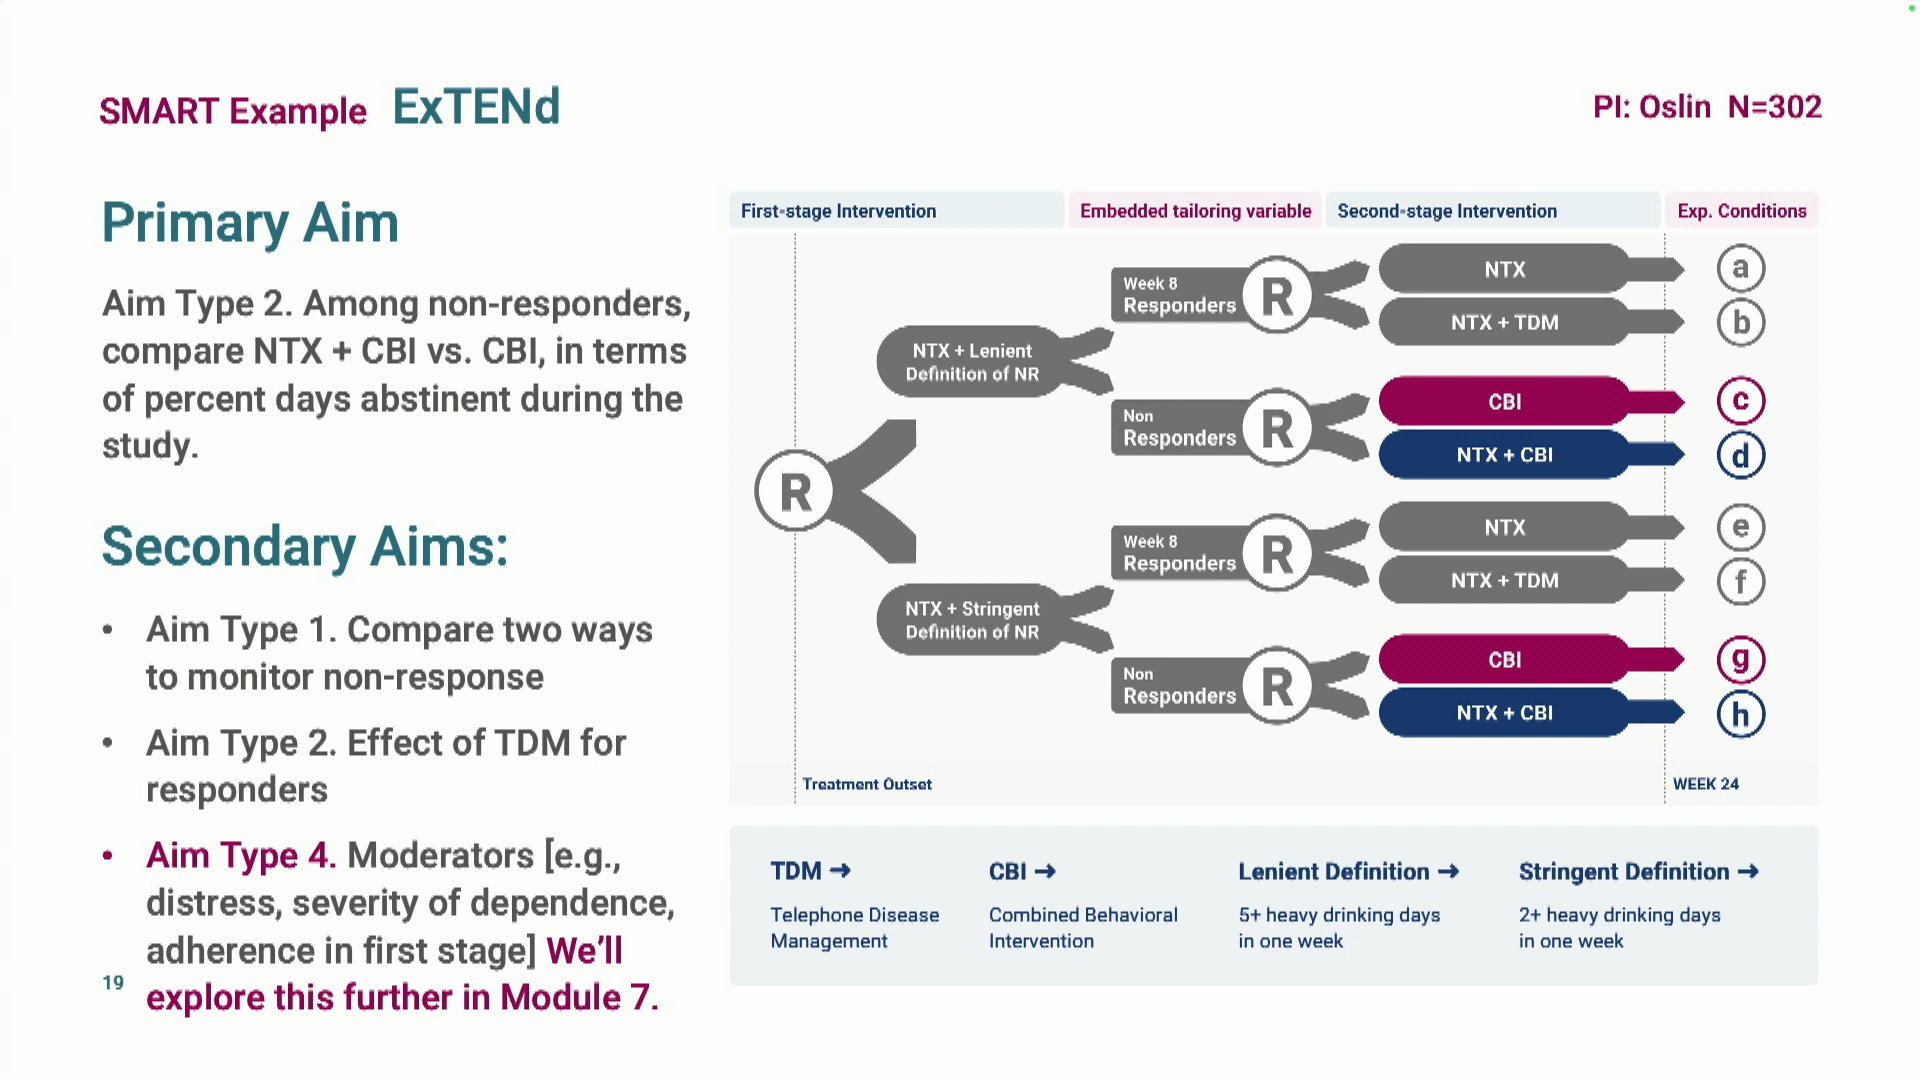 SMART Example ExTENd
PI: Oslin N=302
Primary Aim
Aim Type 2. Among non-responders,
compare NTX + CBI vs. CBI, in terms
of percent days abstinent during the
study.
Secondary Aims:
• Aim Type 1. Compare two ways
to monitor non-response
• Aim Type 2. Effect of TDM for
responders
• Aim Type 4. Moderators [e.g.,
distress, severity of dependence,
adherence in first stage] We'll
explore this further in Module 7.
19
First-stage Intervention
Embedded tailoring variable
Second-stage Intervention
Exp. Conditions
R
NTX + Lenient
Definition of NR
Week 8
Responders
R
NTX
a
NTX + TDM
b
Non
Responders
R
CBI
c
NTX + CBI
d
NTX + Stringent
Definition of NR
Week 8
Responders
R
NTX
e
NTX + TDM
f
Non
Responders
R
CBI
g
NTX + CBI
h
Treatment Outset
WEEK 24
TDM →
Telephone Disease
Management
CBI →
Combined Behavioral
Intervention
Lenient Definition →
5+ heavy drinking days
in one week
Stringent Definition →
2+ heavy drinking days
in one week